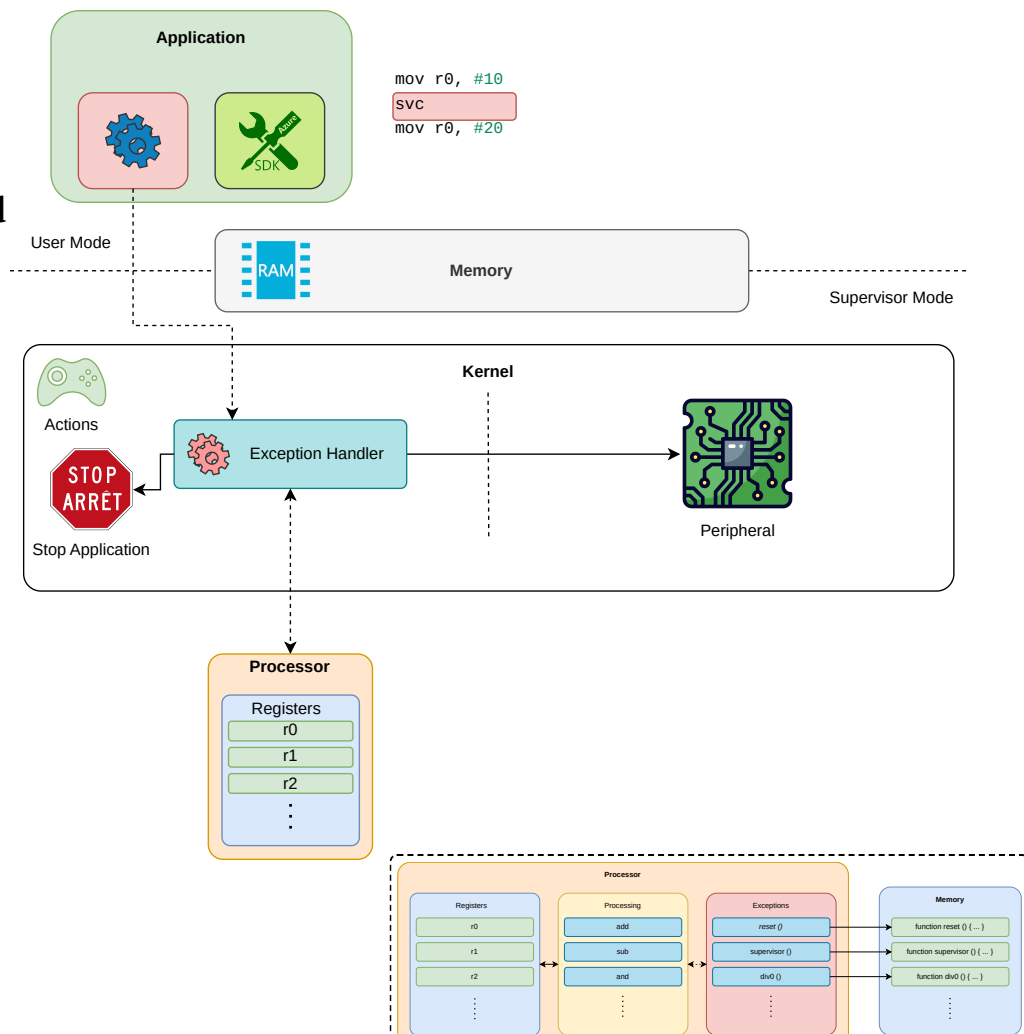 Application
mov r0, #10
svc
mov r0, #20
Azure
SDK
User Mode
RAM
Memory
Supervisor Mode
Kernel
Actions
Exception Handler
STOP
ARRÊT
Stop Application
Peripheral
Processor
Registers
r0
r1
r2
Processor
Registers
r0
r1
r2
Processing
add
sub
and
Exceptions
reset ()
supervisor ()
div0 ()
Memory
function reset () { ... }
function supervisor () { ... }
function div0 () { ... }